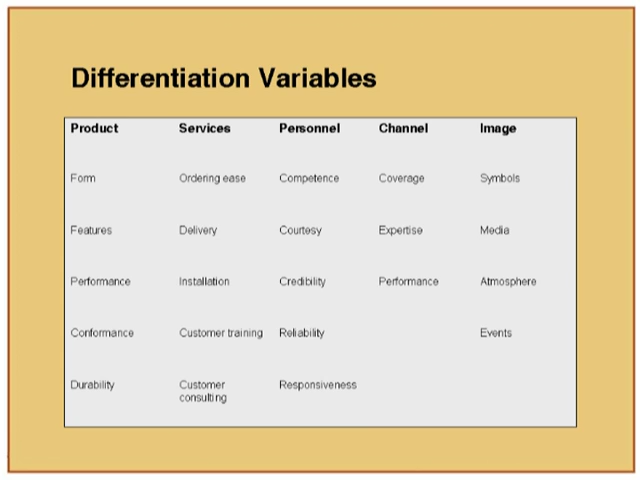 Differentiation Variables
Product Services Personnel Channel Image
Form Ordering ease Competence Coverage Symbols
Features Delivery Courtesy Expertise Media
Performance Installation Credibility Performance Atmosphere
Conformance Customer training Reliability Events
Durability Customer Responsiveness
consulting